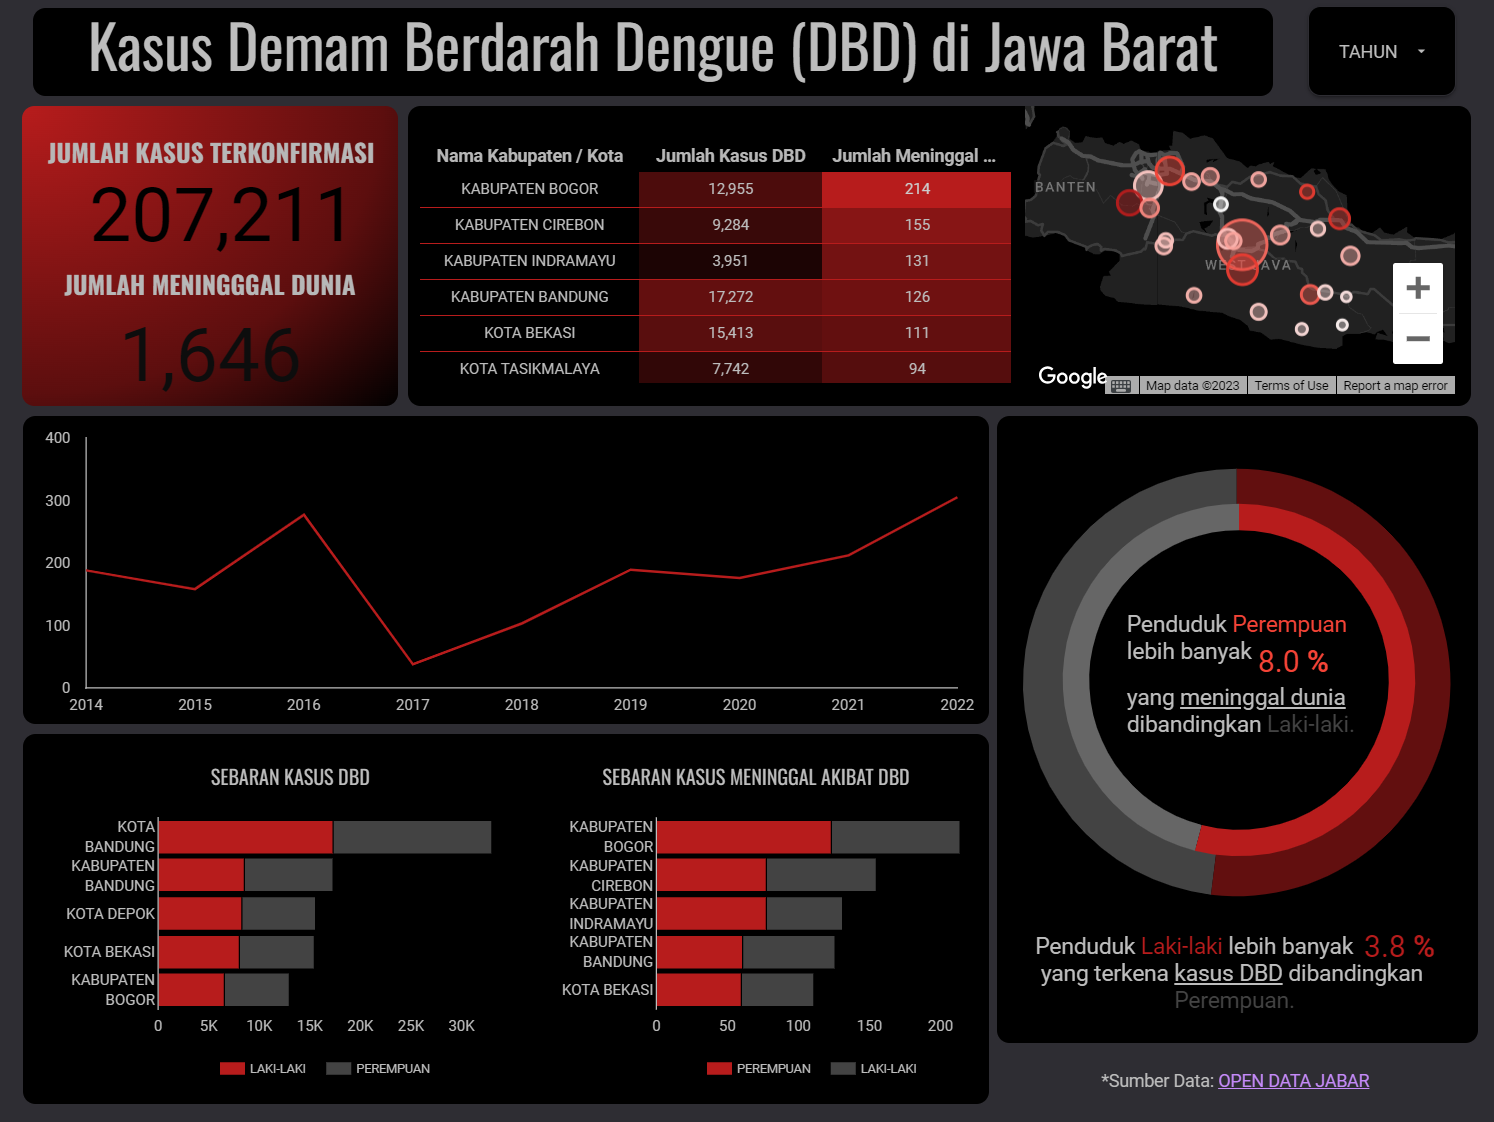 Kasus Demam Berdarah Dengue (DBD) di Jawa Barat
TAHUN
JUMLAH KASUS TERKONFIRMASI
207,211
JUMLAH MENINGGGAL DUNIA
1,646
Nama Kabupaten / Kota Jumlah Kasus DBD Jumlah Meninggal ...
KABUPATEN BOGOR 12,955 214
KABUPATEN CIREBON 9,284 155
KABUPATEN INDRAMAYU 3,951 131
KABUPATEN BANDUNG 17,272 126
KOTA BEKASI 15,413 111
KOTA TASIKMALAYA 7,742 94
BANTEN
WEST JAVA
+
−
Google
Map data ©2023 Terms of Use Report a map error
400
300
200
100
0
2014 2015 2016 2017 2018 2019 2020 2021 2022
SEBARAN KASUS DBD
KOTA
BANDUNG
KABUPATEN
BANDUNG
KOTA DEPOK
KOTA BEKASI
KABUPATEN
BOGOR
0 5K 10K 15K 20K 25K 30K
LAKI-LAKI PEREMPUAN
SEBARAN KASUS MENINGGAL AKIBAT DBD
KABUPATEN
BOGOR
KABUPATEN
CIREBON
KABUPATEN
INDRAMAYU
KABUPATEN
BANDUNG
KOTA BEKASI
0 50 100 150 200
PEREMPUAN LAKI-LAKI
Penduduk Perempuan
lebih banyak 8.0 %
yang meninggal dunia
dibandingkan Laki-laki.
Penduduk Laki-laki lebih banyak 3.8 %
yang terkena kasus DBD dibandingkan
Perempuan.
*Sumber Data: OPEN DATA JABAR